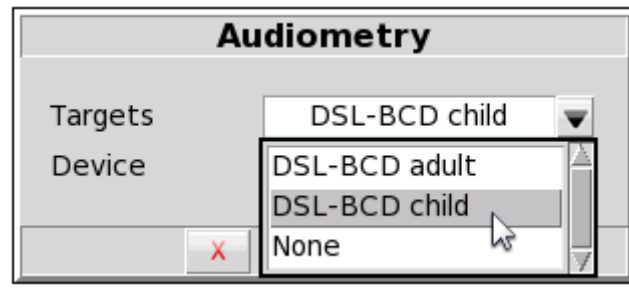 Audiometry
Targets DSL-BCD child
Device DSL-BCD adult
DSL-BCD child
X None